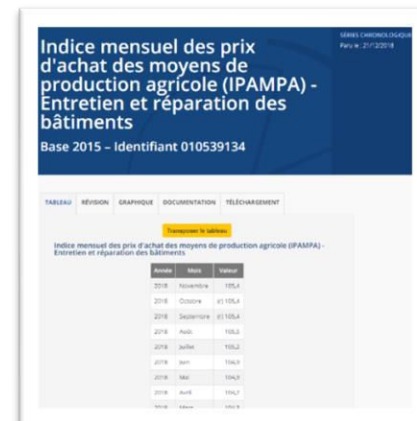 SÉRIES CHRONOLOGIQUE
Paru le : 21/12/2018
Indice mensuel des prix
d'achat des moyens de
production agricole (IPAMPA) -
Entretien et réparation des
bâtiments
Base 2015 – Identifiant 010539134
TABLEAU RÉVISION GRAPHIQUE DOCUMENTATION TÉLÉCHARGEMENT
Transposer le tableau
Indice mensuel des prix d'achat des moyens de production agricole (IPAMPA) -
Entretien et réparation des bâtiments
Année Mois Valeur
2018 Novembre 105,4
2018 Octobre (r) 105,4
2018 Septembre (r) 105,4
2018 Août
2018 Juillet 105,2
2018 Juin 104,9
2018 Mai 104,9
2018 Avril 104,7
2018 Mars